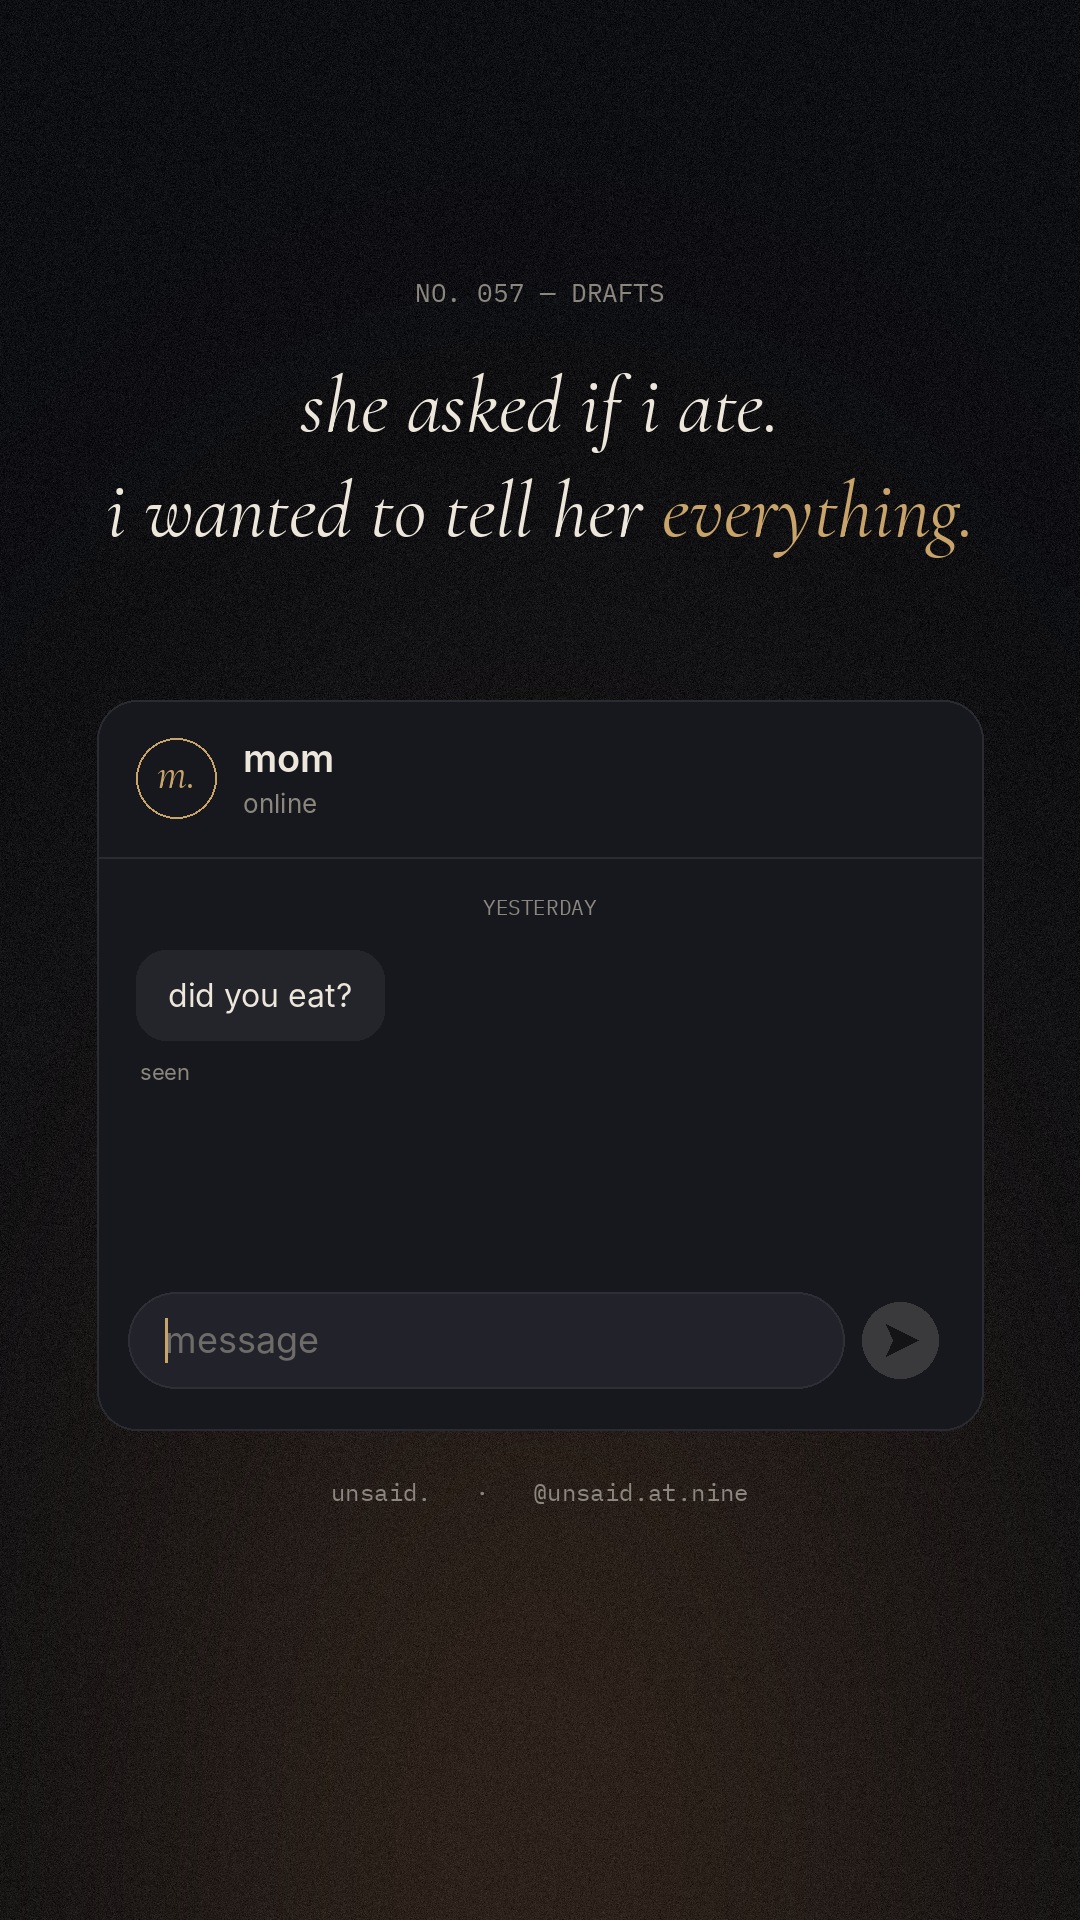 NO. 057 — DRAFTS
she asked if i ate.
i wanted to tell her everything.
m.
mom
online
YESTERDAY
did you eat?
seen
message
unsaid. · @unsaid.at.nine